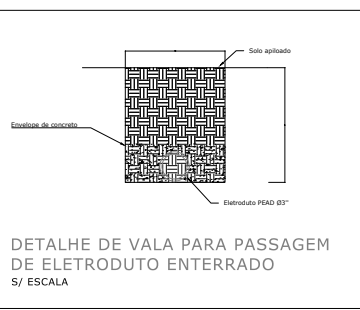 Solo apiloado
Envelope de concreto
Eletroduto PEAD Ø3"
DETALHE DE VALA PARA PASSAGEM
DE ELETRODUTO ENTERRADO
S/ ESCALA